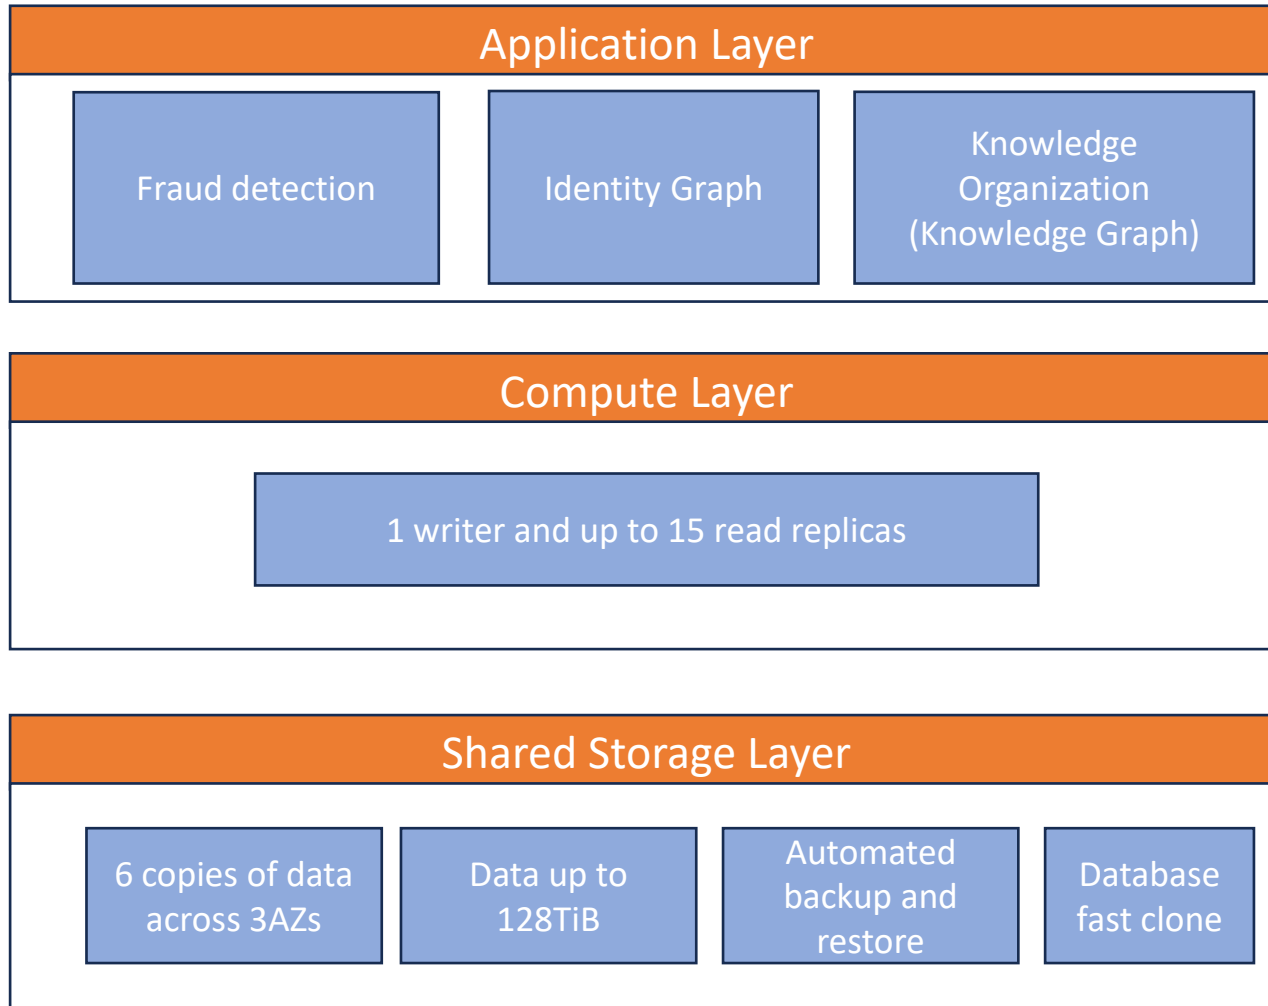 Application Layer
Fraud detection
Identity Graph
Knowledge
Organization
(Knowledge Graph)
Compute Layer
1 writer and up to 15 read replicas
Shared Storage Layer
6 copies of data
across 3AZs
Data up to
128TiB
Automated
backup and
restore
Database
fast clone